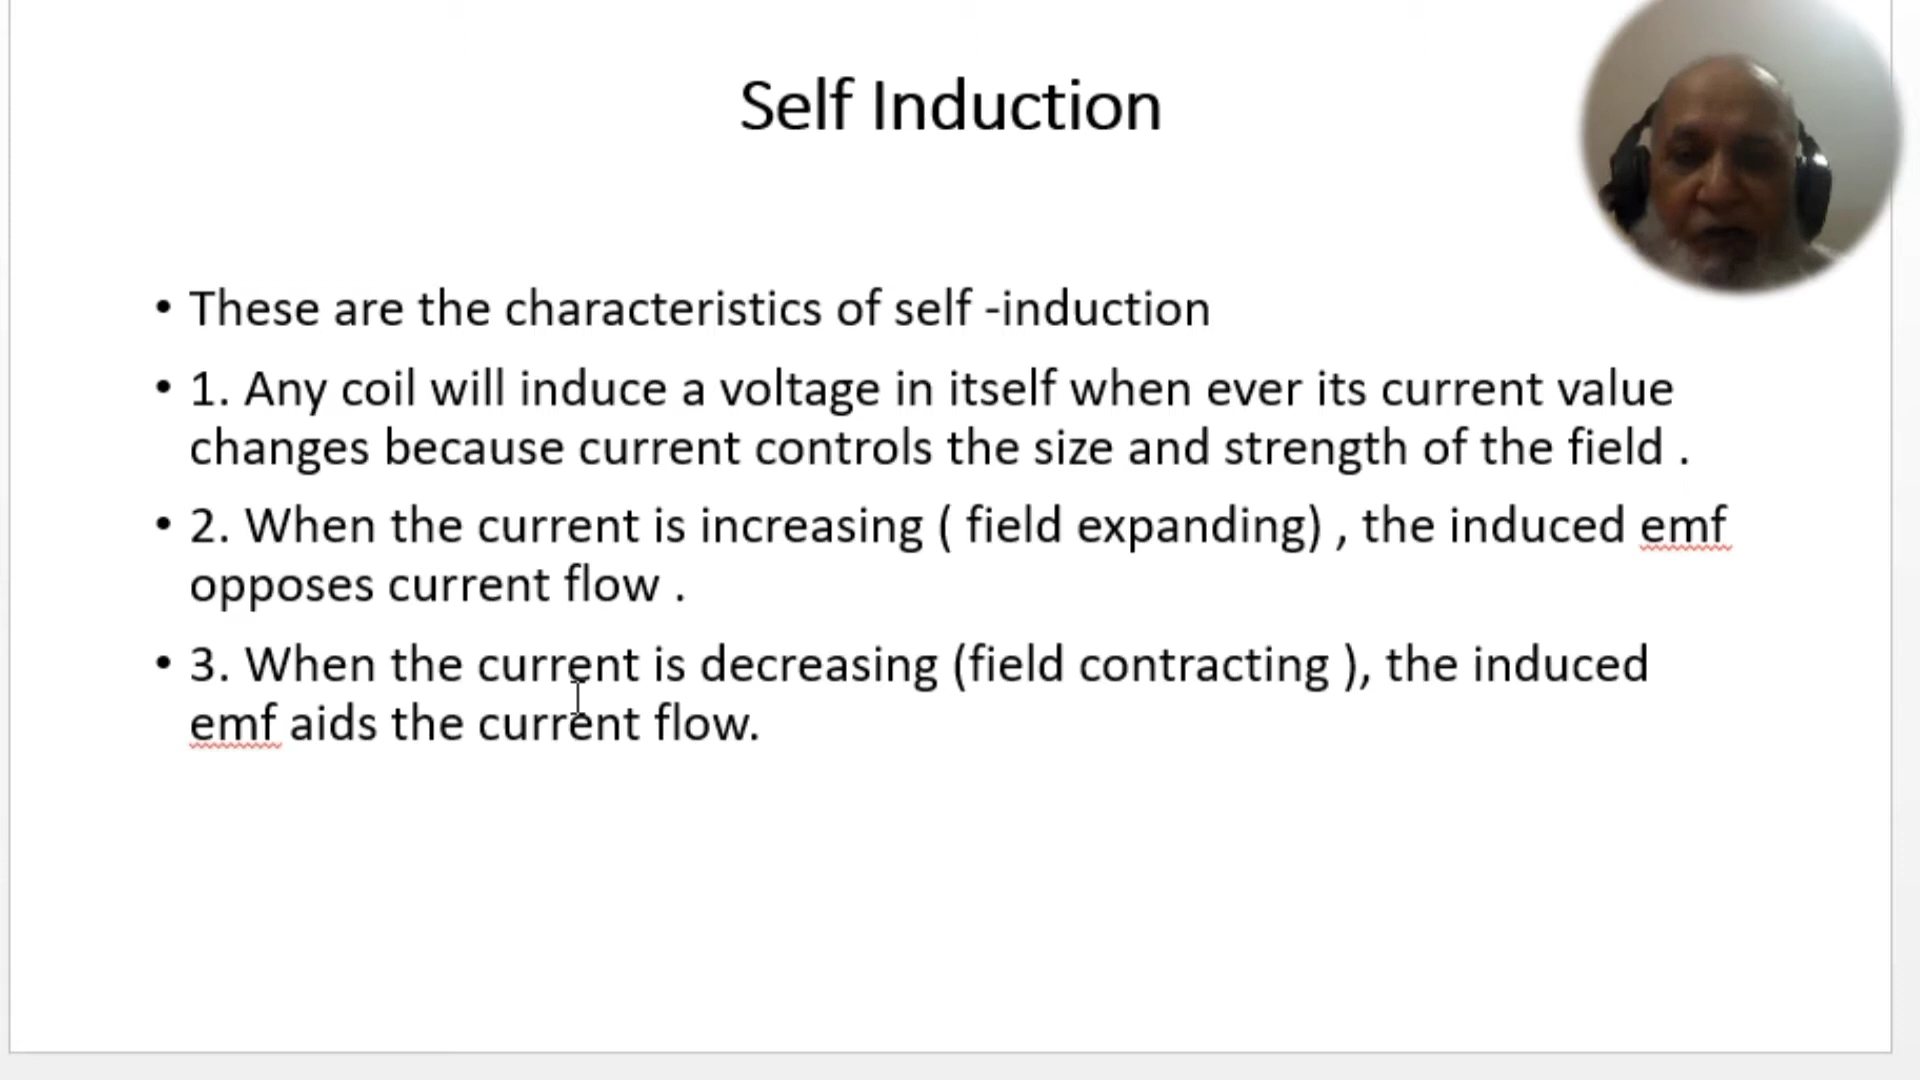 Self Induction
• These are the characteristics of self -induction
• 1. Any coil will induce a voltage in itself when ever its current value
changes because current controls the size and strength of the field .
• 2. When the current is increasing ( field expanding) , the induced emf
opposes current flow .
• 3. When the current is decreasing (field contracting ), the induced
emf aids the current flow.